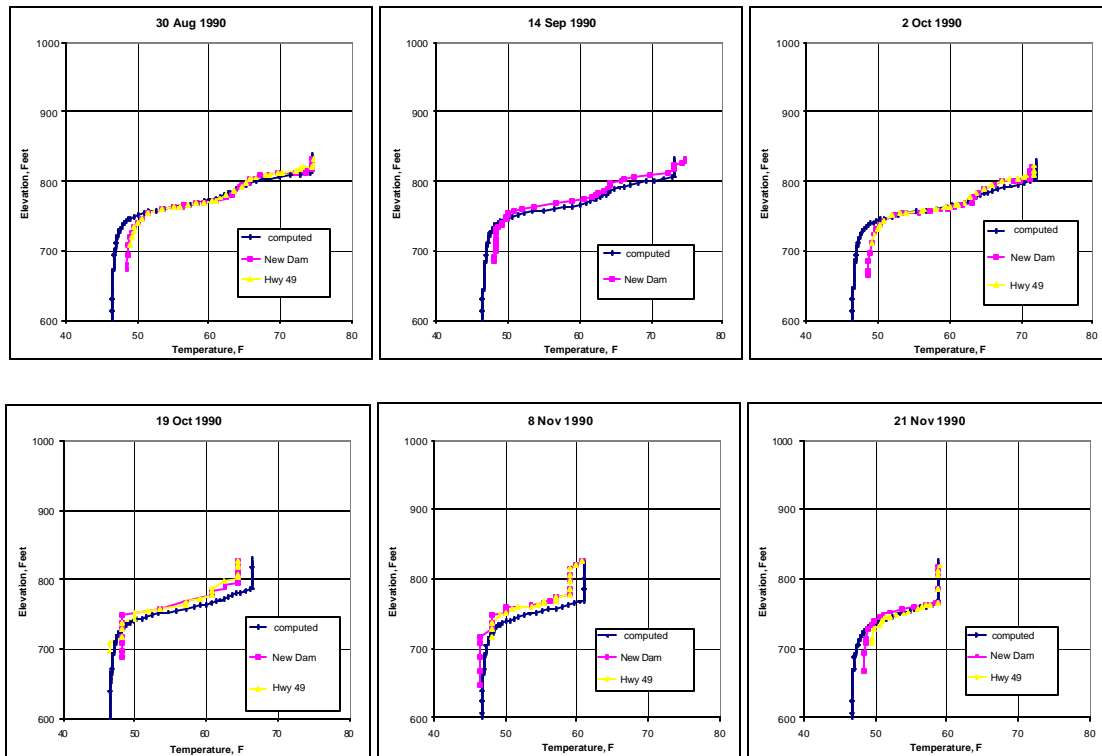 30 Aug 1990
1000
900
800
700
600
Elevation, Feet
40 50 60 70 80
Temperature, F
computed
New Dam
Hwy 49
14 Sep 1990
1000
900
800
700
600
Elevation, Feet
40 50 60 70 80
Temperature, F
computed
New Dam
2 Oct 1990
1000
900
800
700
600
Elevation, Feet
40 50 60 70 80
Temperature, F
computed
New Dam
Hwy 49
19 Oct 1990
1000
900
800
700
600
Elevation, Feet
40 50 60 70 80
Temperature, F
computed
New Dam
Hwy 49
8 Nov 1990
1000
900
800
700
600
Elevation, Feet
40 50 60 70 80
Temperature, F
computed
New Dam
Hwy 49
21 Nov 1990
1000
900
800
700
600
Elevation, Feet
40 50 60 70 80
Temperature, F
computed
New Dam
Hwy 49